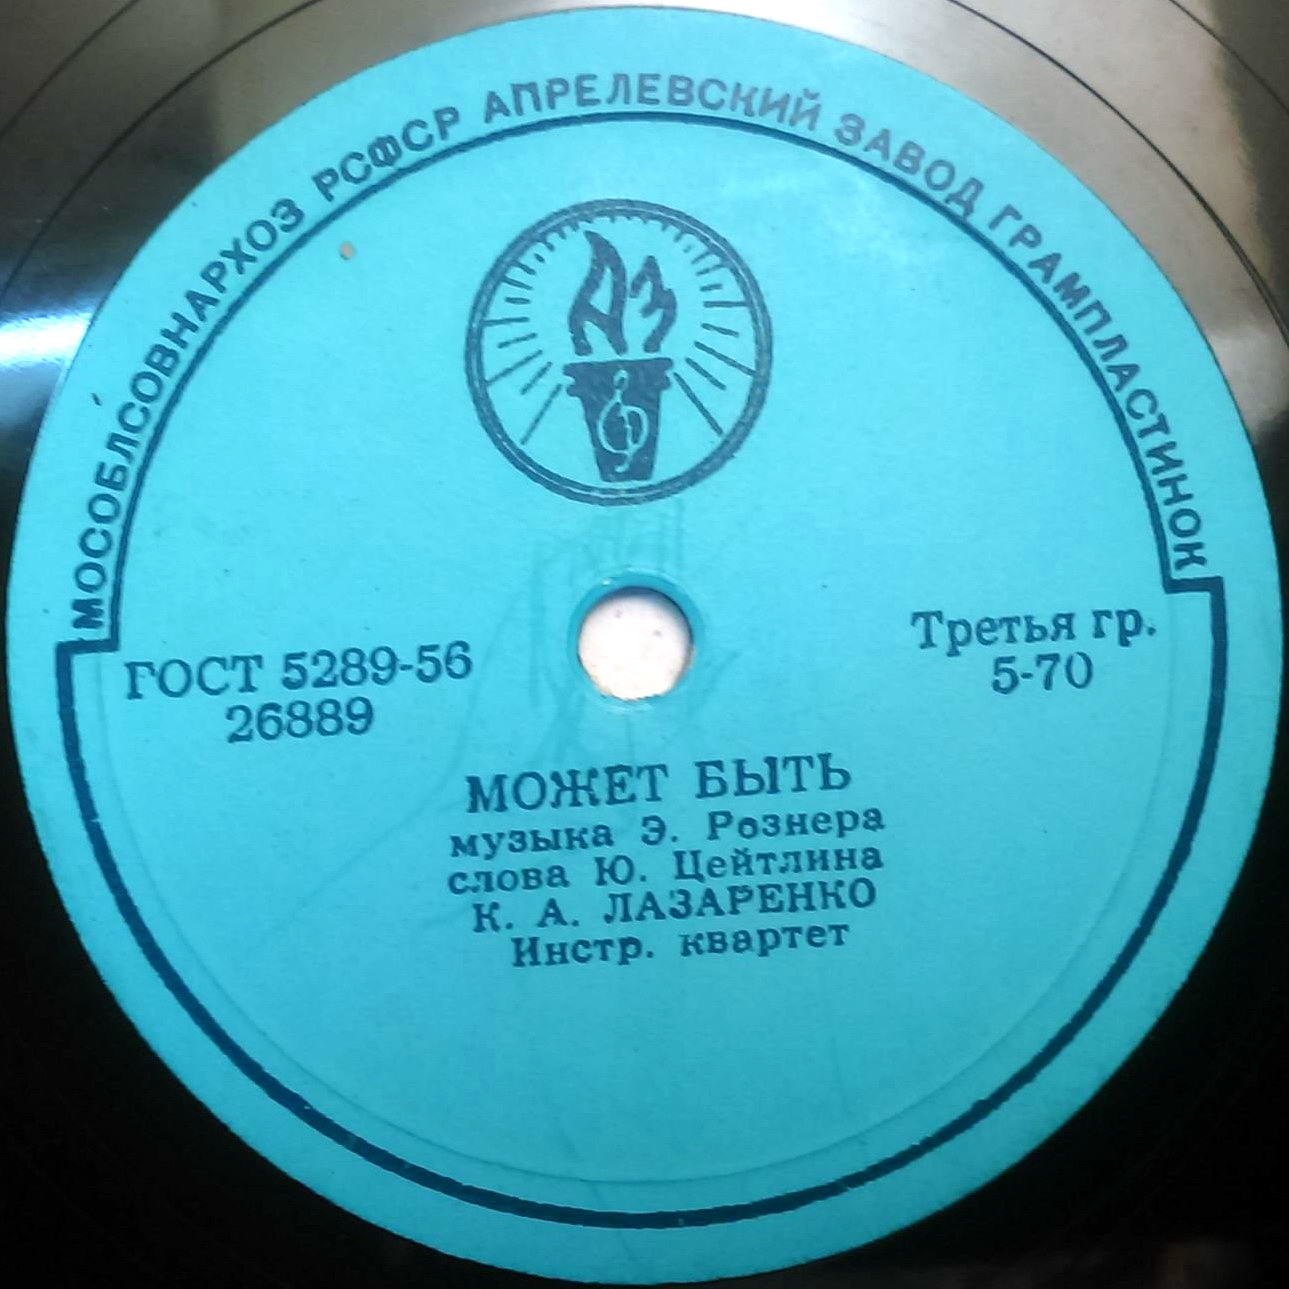 МОСОБЛСОВНАРХОЗ РСФСР АПРЕЛЕВСКИЙ ЗАВОД ГРАМПЛАСТИНОК
АЗ
ГОСТ 5289-56
26889
Третья гр.
5-70
МОЖЕТ БЫТЬ
музыка Э. Рознера
слова Ю. Цейтлина
К. А. ЛАЗАРЕНКО
Инстр. квартет